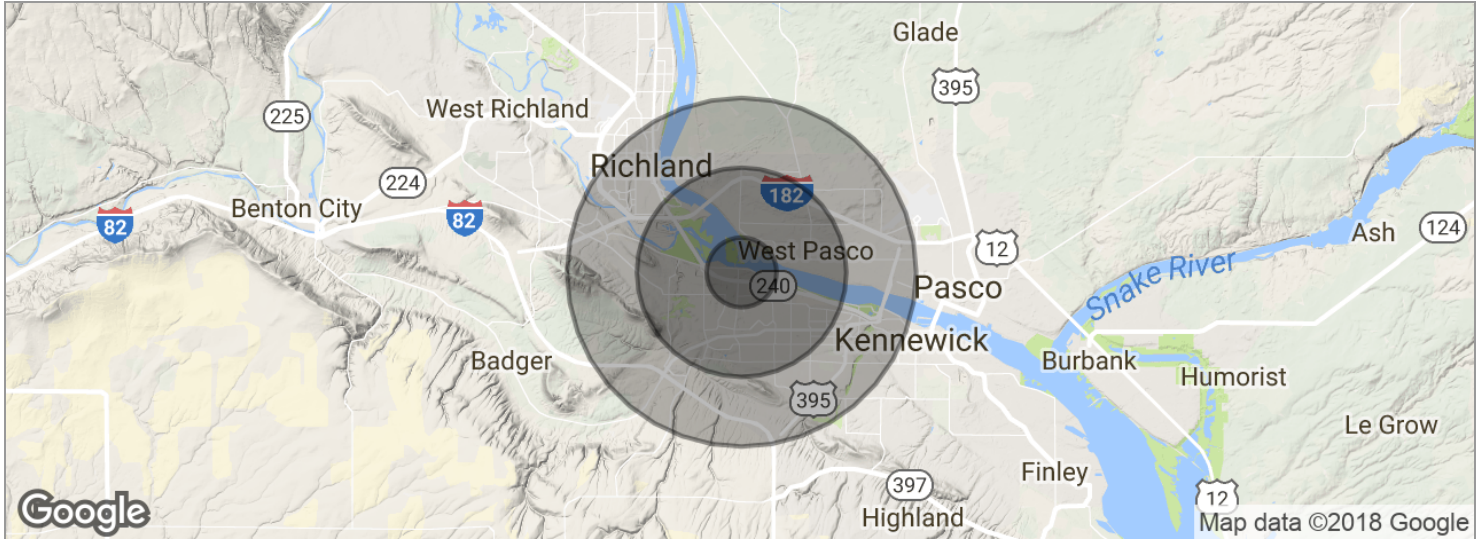 Glade
395
225
West Richland
Richland
224
182
Benton City
82
82
West Pasco
12
Ash
124
240
Pasco
Snake River
Kennewick
Badger
Burbank
Humorist
395
Le Grow
Finley
397
12
Highland
Google
Map data ©2018 Google